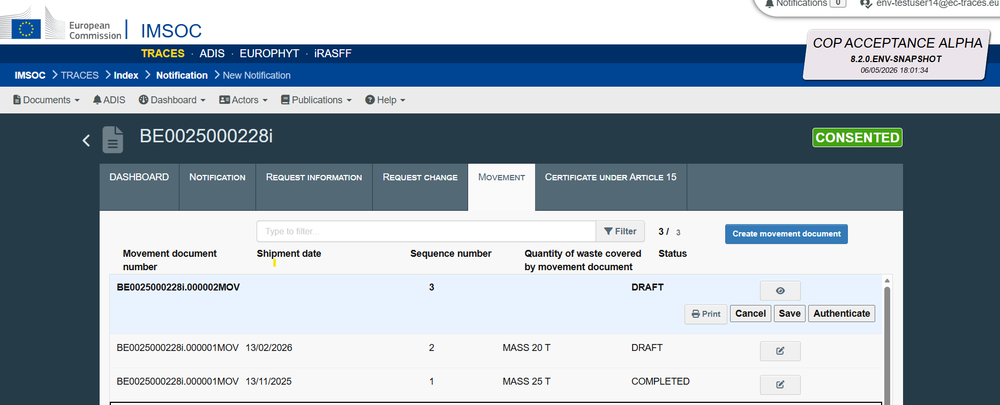 Notifications 0 env-testuser14@ec-traces.eu
European
Commission
IMSOC
COP ACCEPTANCE ALPHA
8.2.0.ENV-SNAPSHOT
06/05/2026 18:01:34
TRACES · ADIS · EUROPHYT · iRASFF
IMSOC > TRACES > Index > Notification > New Notification
Documents ADIS Dashboard Actors Publications Help
BE0025000228i
CONSENTED
DASHBOARD NOTIFICATION REQUEST INFORMATION REQUEST CHANGE MOVEMENT CERTIFICATE UNDER ARTICLE 15
Type to filter... Filter 3 / 3 Create movement document
Movement document number Shipment date Sequence number Quantity of waste covered by movement document Status
BE0025000228i.000002MOV 3 DRAFT
Print Cancel Save Authenticate
BE0025000228i.000001MOV 13/02/2026 2 MASS 20 T DRAFT
BE0025000228i.000001MOV 13/11/2025 1 MASS 25 T COMPLETED